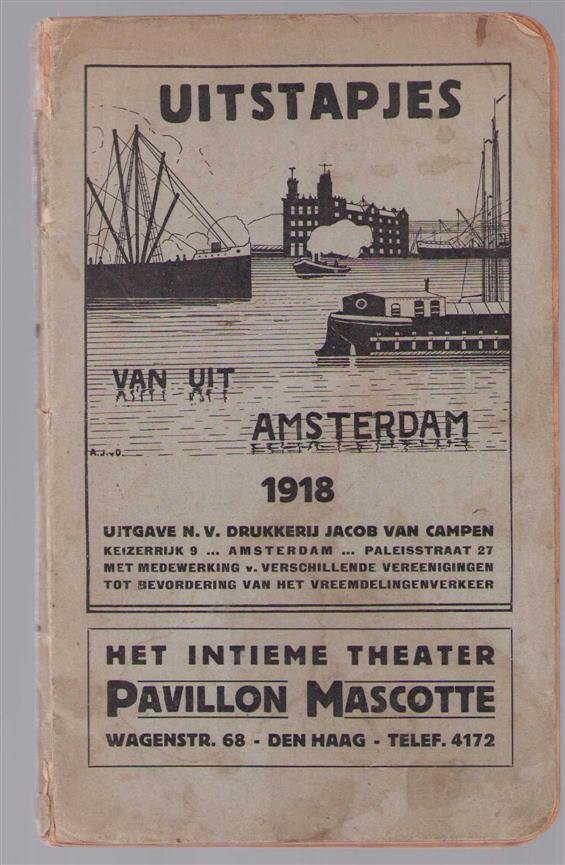 UITSTAPJES
VAN UIT
AMSTERDAM
A.J.v.D.
1918
UITGAVE N. V. DRUKKERIJ JACOB VAN CAMPEN
KEIZERRIJK 9 ... AMSTERDAM ... PALEISSTRAAT 27
MET MEDEWERKING v. VERSCHILLENDE VEREENIGINGEN
TOT BEVORDERING VAN HET VREEMDELINGENVERKEER
HET INTIEME THEATER
PAVILLON MASCOTTE
WAGENSTR. 68 - DEN HAAG - TELEF. 4172